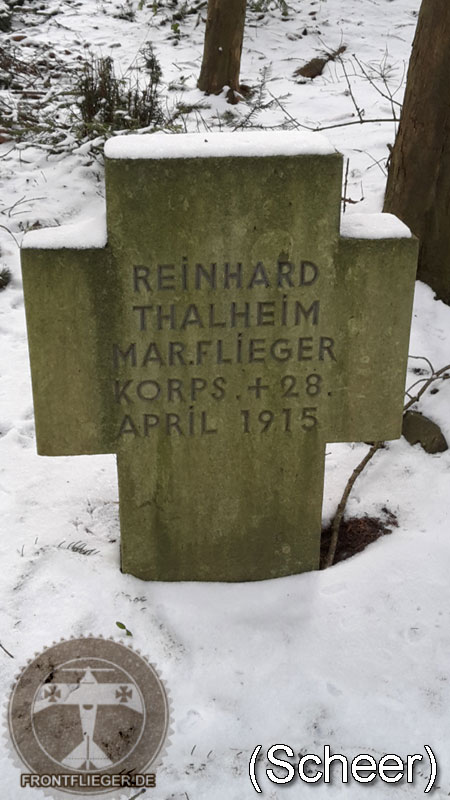 REINHARD
THALHEIM
MAR.FLIEGER
KORPS.+28.
APRIL 1915
FRONTFLIEGER.DE
(Scheer)